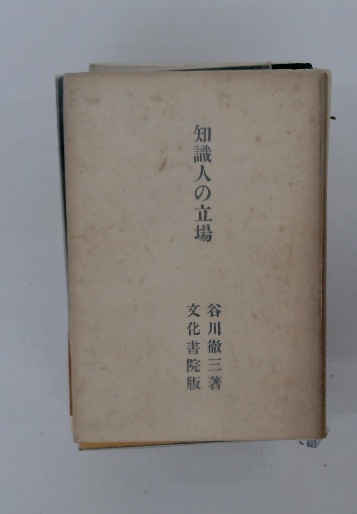 知識人の立場
谷川徹三著
文化書院版